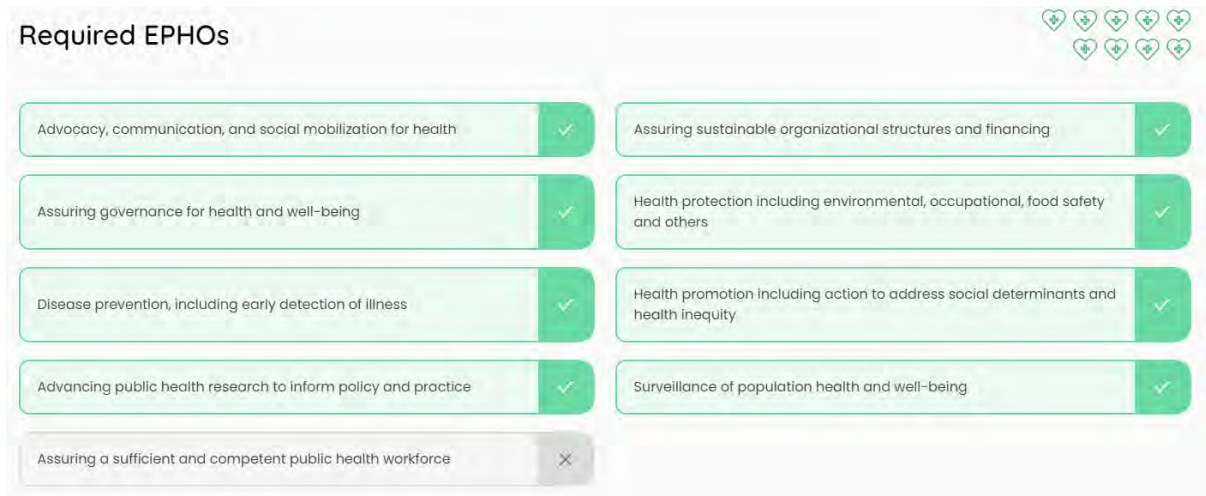 Required EPHOs
Advocacy, communication, and social mobilization for health
Assuring sustainable organizational structures and financing
Assuring governance for health and well-being
Health protection including environmental, occupational, food safety
and others
Disease prevention, including early detection of illness
Health promotion including action to address social determinants and
health inequity
Advancing public health research to inform policy and practice
Surveillance of population health and well-being
Assuring a sufficient and competent public health workforce